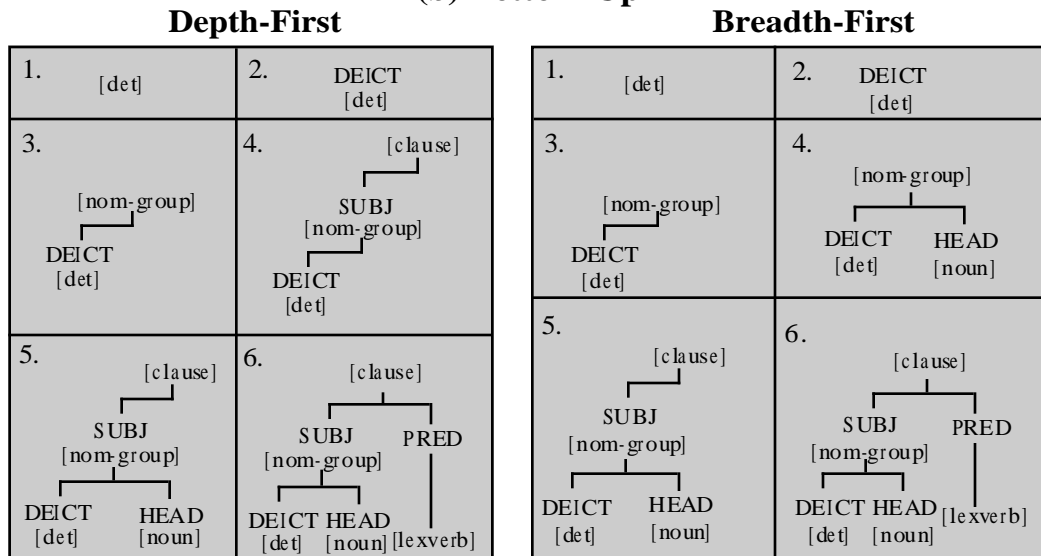 Depth-First
1.
[det]
2.
DEICT
[det]
3.
[nom-group]
DEICT
[det]
4.
[clause]
SUBJ
[nom-group]
DEICT
[det]
5.
[clause]
SUBJ
[nom-group]
DEICT HEAD
[det] [noun]
6.
[clause]
SUBJ PRED
[nom-group]
DEICT HEAD
[det] [noun] [lexverb]
Breadth-First
1.
[det]
2.
DEICT
[det]
3.
[nom-group]
DEICT
[det]
4.
[nom-group]
DEICT HEAD
[det] [noun]
5.
[clause]
SUBJ
[nom-group]
DEICT HEAD
[det] [noun]
6.
[clause]
SUBJ PRED
[nom-group]
DEICT HEAD
[det] [noun] [lexverb]